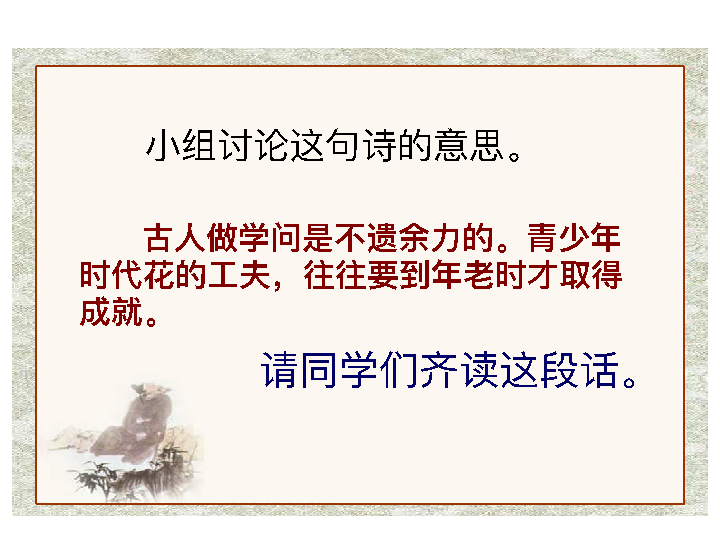 小组讨论这句诗的意思。
古人做学问是不遗余力的。青少年
时代花的工夫，往往要到年老时才取得
成就。
请同学们齐读这段话。